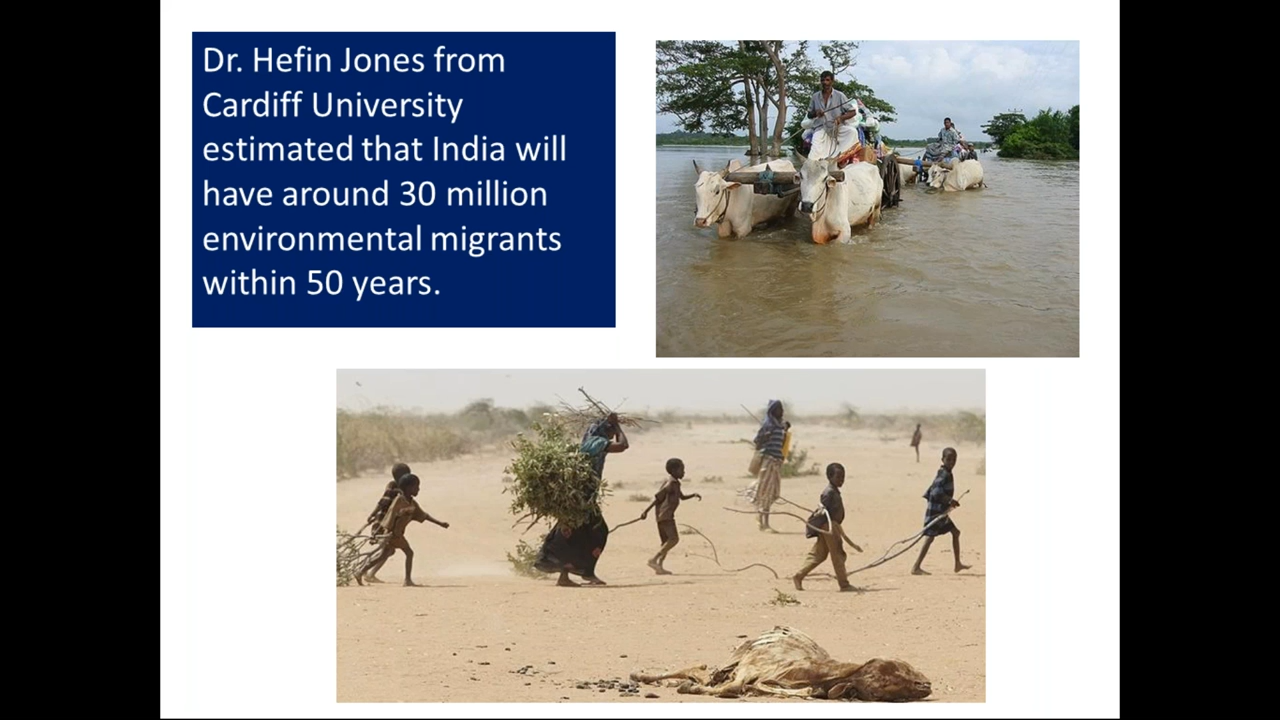 Dr. Hefin Jones from
Cardiff University
estimated that India will
have around 30 million
environmental migrants
within 50 years.